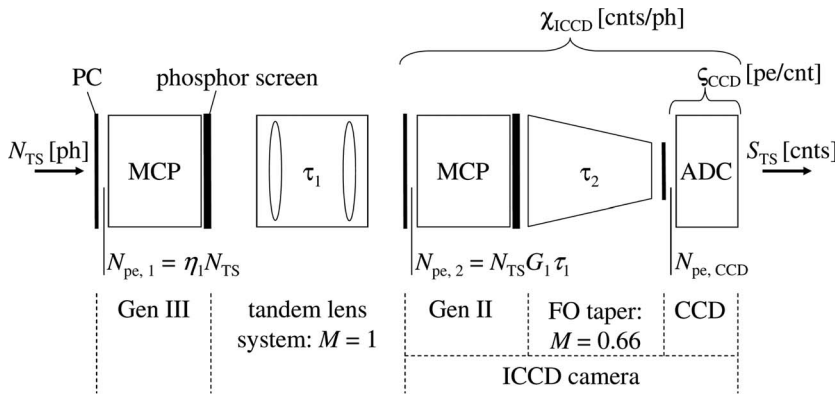 χICCD [cnts/ph]
PC
phosphor screen
ςCCD [pe/cnt]
NTS [ph]
MCP
τ1
MCP
τ2
ADC
STS [cnts]
Npe, 1 = η1NTS
Npe, 2 = NTSG1τ1
Npe, CCD
Gen III
tandem lens
system: M = 1
Gen II
FO taper:
M = 0.66
CCD
ICCD camera